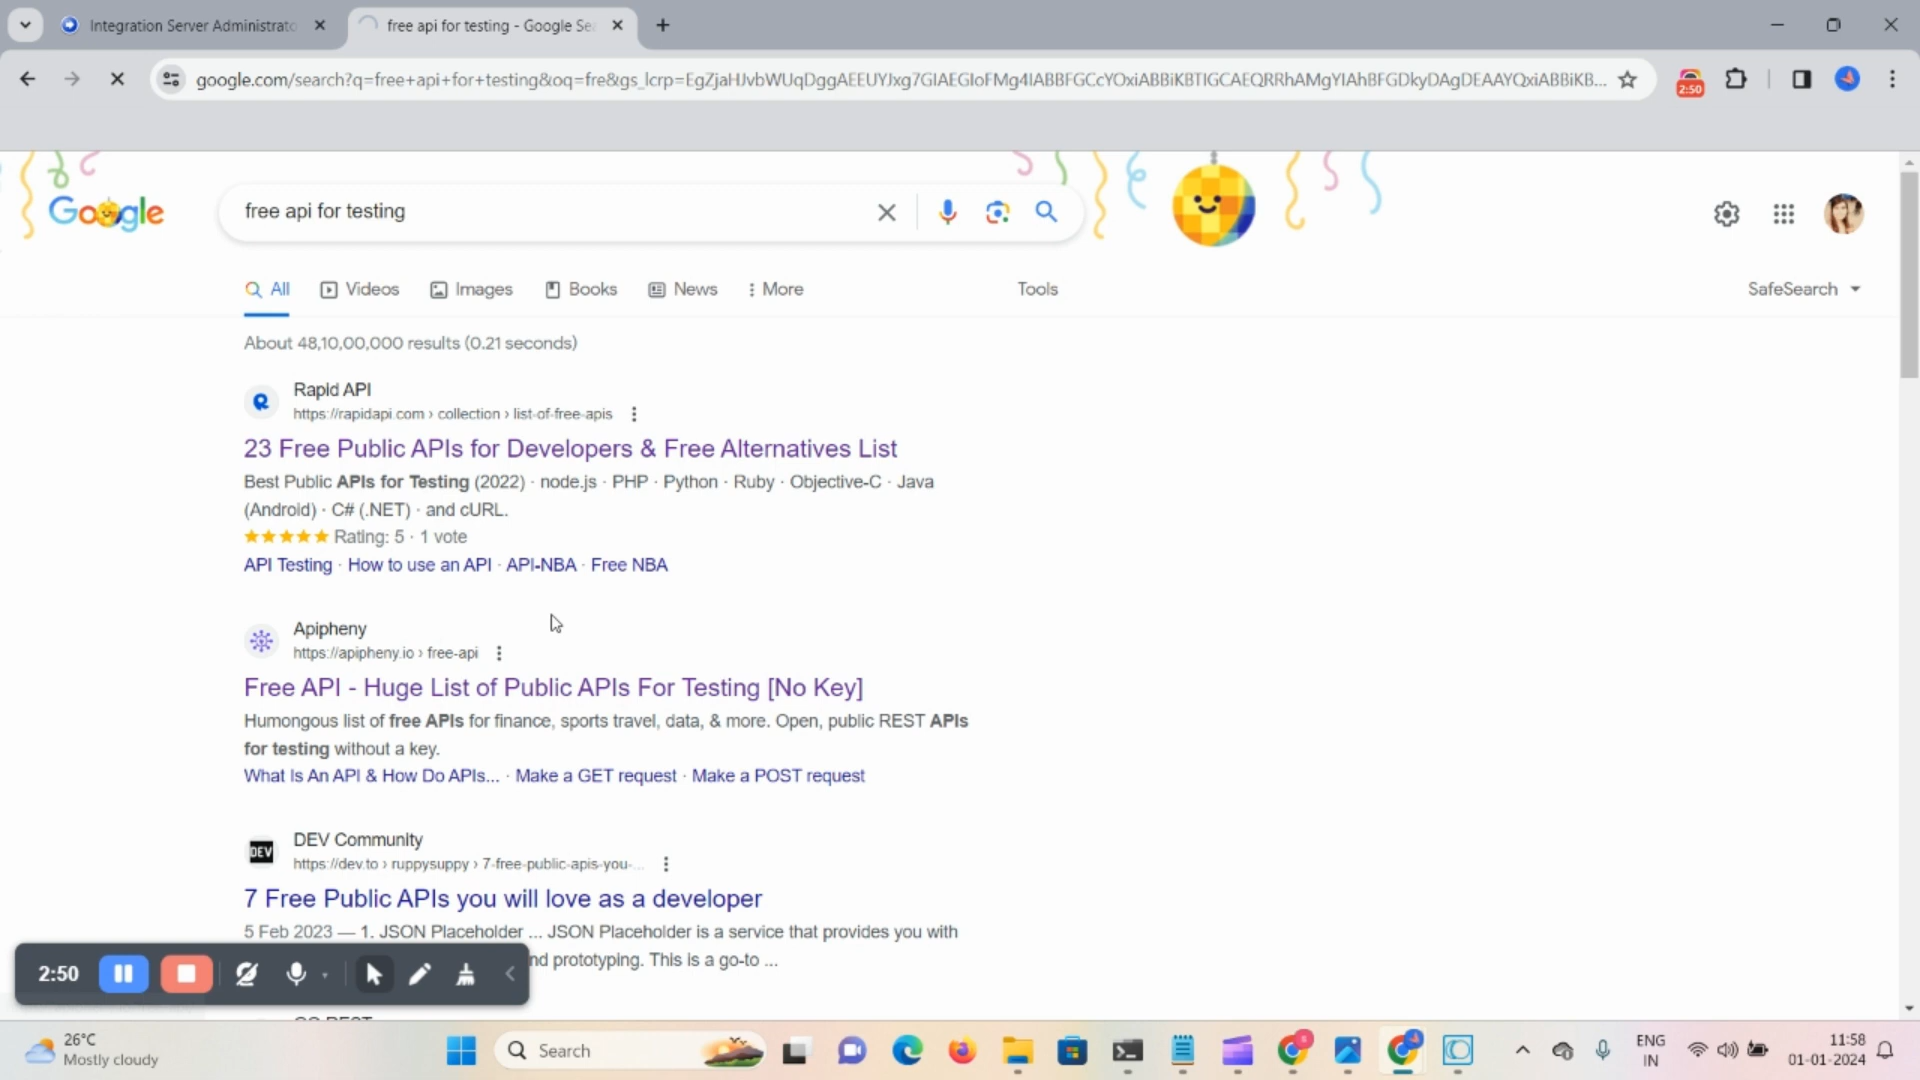 Integration Server Administrato
free api for testing - Google Sea
google.com/search?q=free+api+for+testing&oq=fre&gs_lcrp=EgZjaHJvbWUqDggAEEUYJxg7GIAEGIoFMg4IABBFGCcYOxiABBiKBTIGCAEQRRhAMgYIAhBFGDkyDAgDEAAYQxiABBiKB...
2:50
Google
free api for testing
All
Videos
Images
Books
News
More
Tools
SafeSearch
About 48,10,00,000 results (0.21 seconds)
Rapid API
https://rapidapi.com › collection › list-of-free-apis
23 Free Public APIs for Developers & Free Alternatives List
Best Public APIs for Testing (2022) · node.js · PHP · Python · Ruby · Objective-C · Java
(Android) · C# (.NET) · and cURL.
Rating: 5 · 1 vote
API Testing · How to use an API · API-NBA · Free NBA
Apipheny
https://apipheny.io › free-api
Free API - Huge List of Public APIs For Testing [No Key]
Humongous list of free APIs for finance, sports travel, data, & more. Open, public REST APIs
for testing without a key.
What Is An API & How Do APIs... · Make a GET request · Make a POST request
DEV
DEV Community
https://dev.to › ruppysuppy › 7-free-public-apis-you-...
7 Free Public APIs you will love as a developer
5 Feb 2023 — 1. JSON Placeholder ... JSON Placeholder is a service that provides you with
nd prototyping. This is a go-to ...
2:50
GO REST
26°C
Mostly cloudy
Search
ENG
IN
11:58
01-01-2024